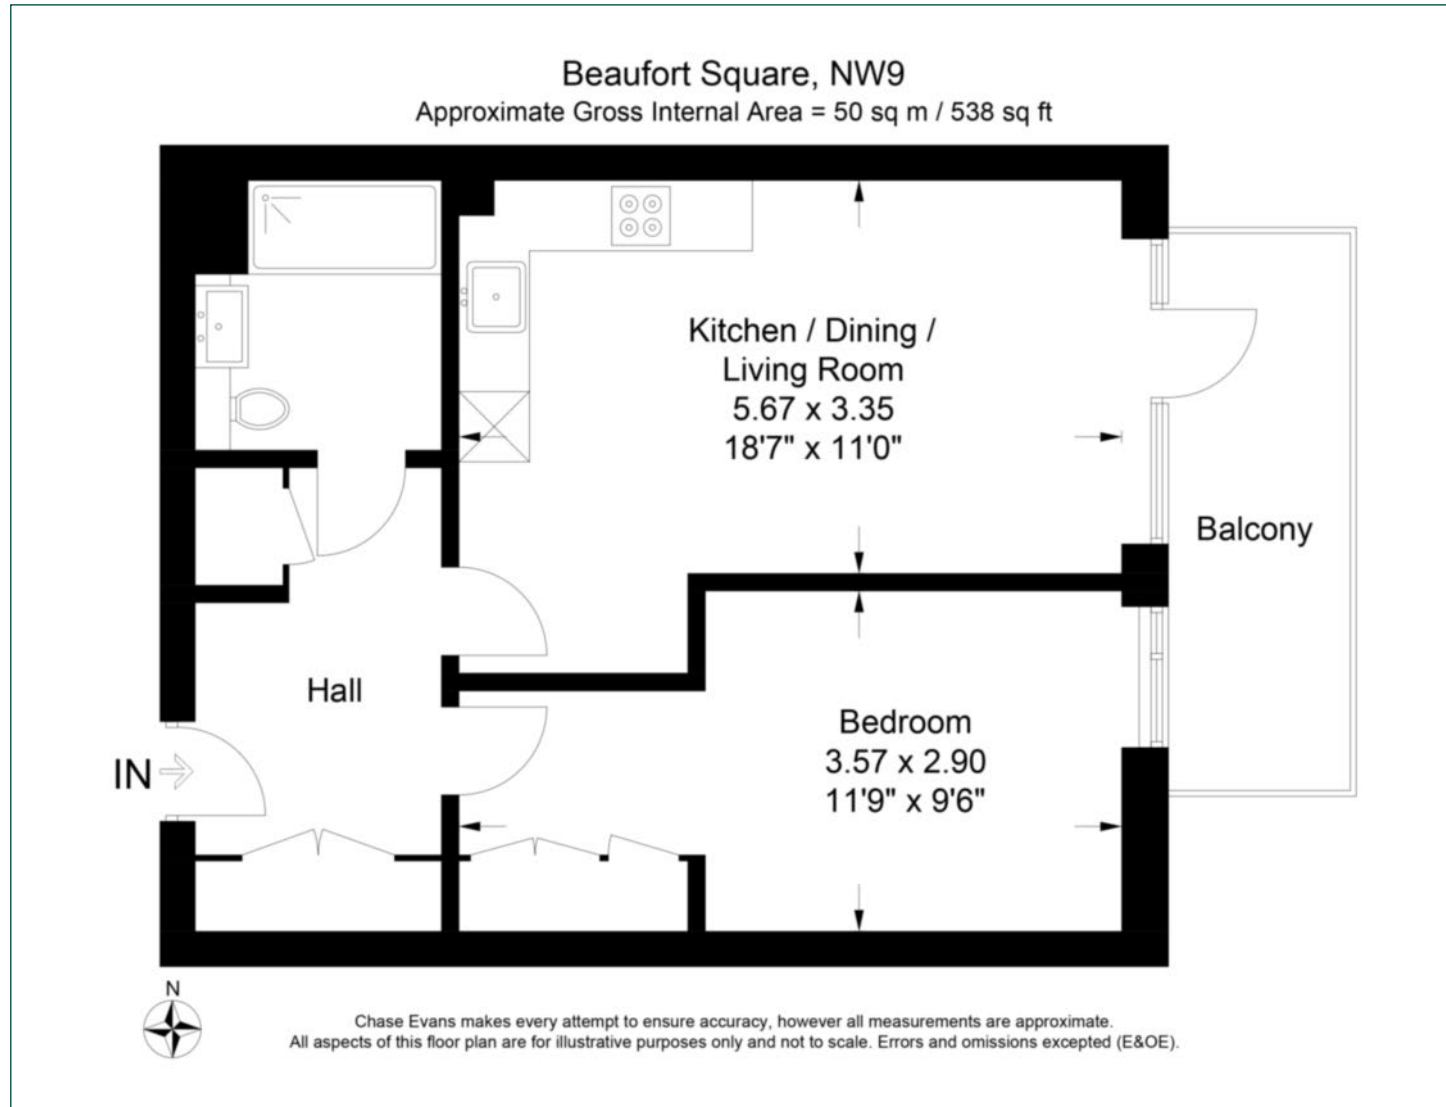 Beaufort Square, NW9
Approximate Gross Internal Area = 50 sq m / 538 sq ft
Kitchen / Dining /
Living Room
5.67 x 3.35
18'7" x 11'0"
Balcony
Hall
Bedroom
3.57 x 2.90
11'9" x 9'6"
IN
N
Chase Evans makes every attempt to ensure accuracy, however all measurements are approximate.
All aspects of this floor plan are for illustrative purposes only and not to scale. Errors and omissions excepted (E&OE).